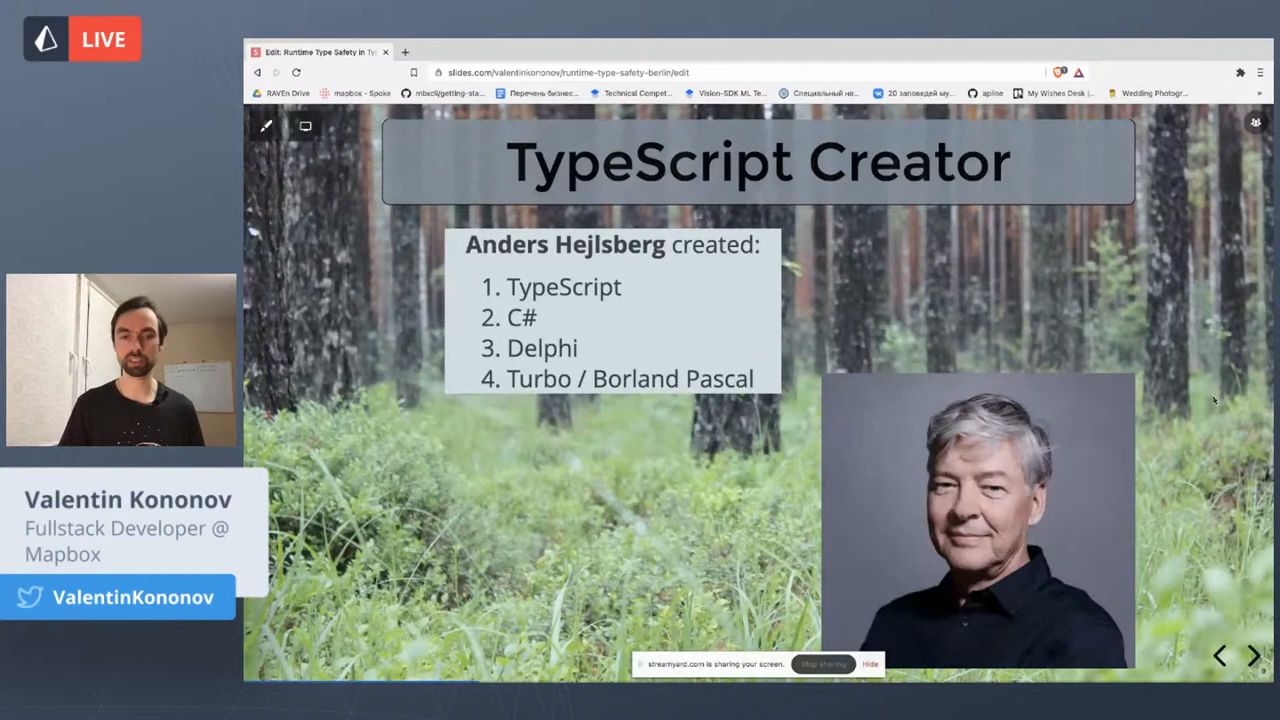 LIVE
Edit: Runtime Type Safety in Ty
slides.com/valentinkononov/runtime-type-safety-berlin/edit
RAVEn Drive
mapbox - Spoke
mbxcli/getting-sta...
Перечень бизнес...
Technical Compet...
Vision-SDK ML Te...
Специальный на...
20 заповедей му...
apline
My Wishes Desk |...
Wedding Photogr...
»
TypeScript Creator
Anders Hejlsberg created:
1. TypeScript
2. C#
3. Delphi
4. Turbo / Borland Pascal
Valentin Kononov
Fullstack Developer @
Mapbox
ValentinKononov
streamyard.com is sharing your screen.
Stop sharing
Hide
9